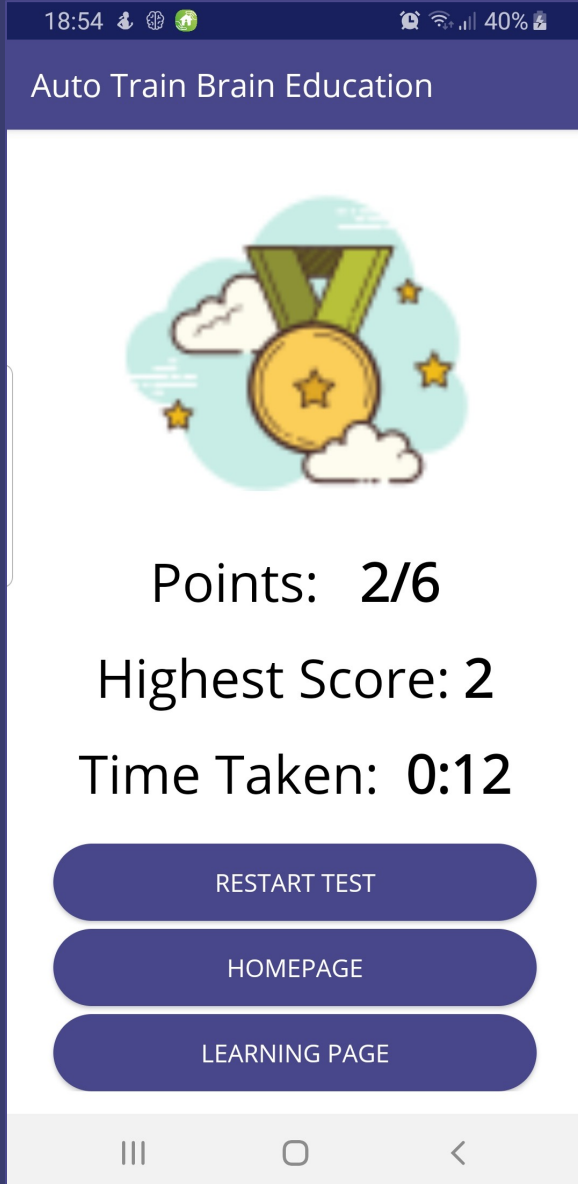 18:54 40%
Auto Train Brain Education
Points: 2/6
Highest Score: 2
Time Taken: 0:12
RESTART TEST
HOMEPAGE
LEARNING PAGE